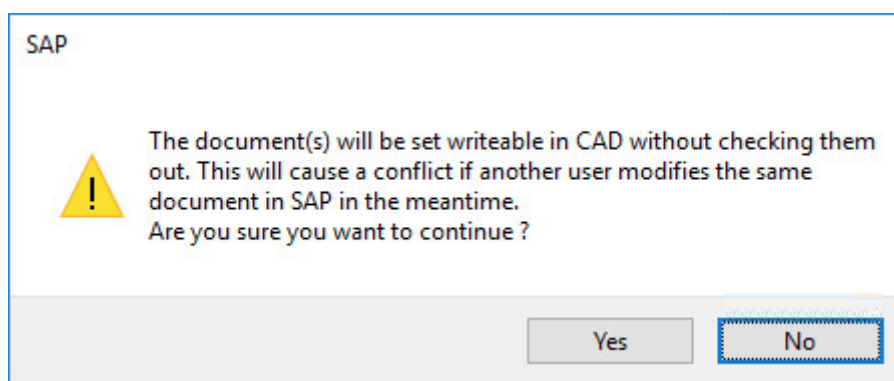 SAP
The document(s) will be set writeable in CAD without checking them
out. This will cause a conflict if another user modifies the same
document in SAP in the meantime.
Are you sure you want to continue ?
Yes
No